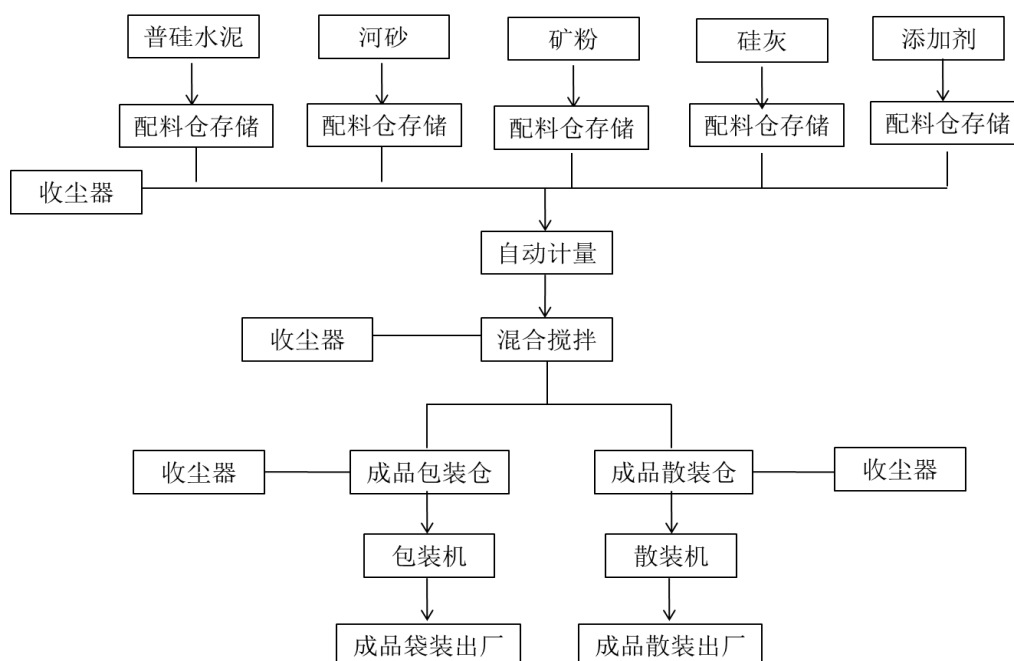 普硅水泥
河砂
矿粉
硅灰
添加剂
配料仓存储
配料仓存储
配料仓存储
配料仓存储
配料仓存储
收尘器
自动计量
收尘器
混合搅拌
收尘器
成品包装仓
成品散装仓
收尘器
包装机
散装机
成品袋装出厂
成品散装出厂